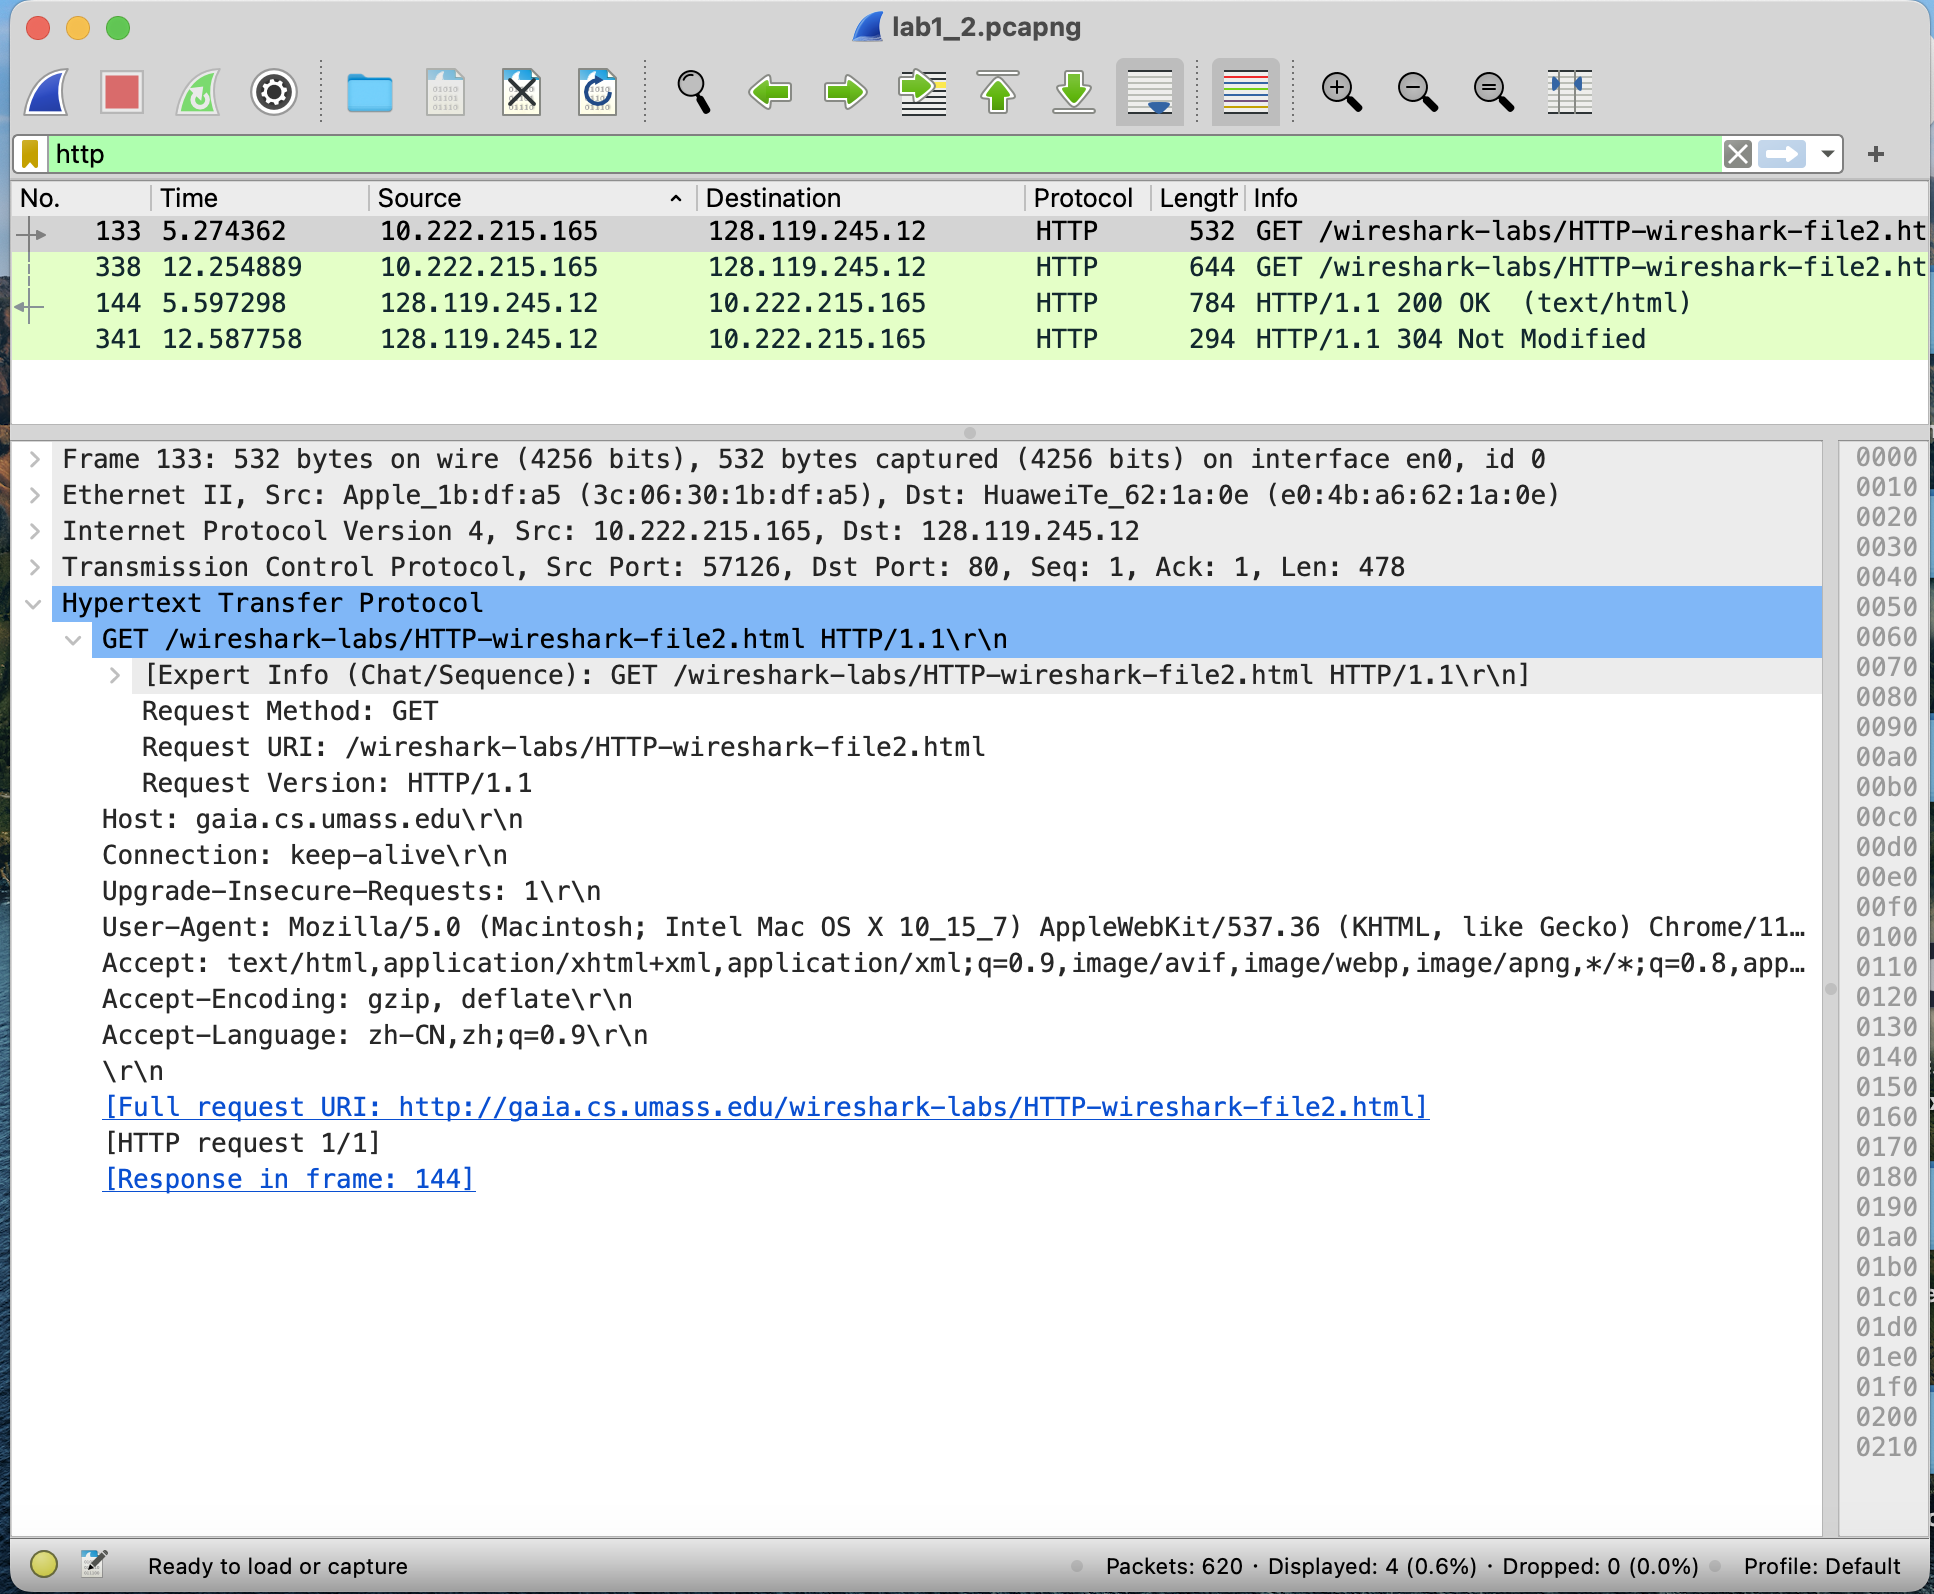 lab1_2.pcapng
http
No. Time Source Destination Protocol Length Info
133 5.274362 10.222.215.165 128.119.245.12 HTTP 532 GET /wireshark-labs/HTTP-wireshark-file2.ht
338 12.254889 10.222.215.165 128.119.245.12 HTTP 644 GET /wireshark-labs/HTTP-wireshark-file2.ht
144 5.597298 128.119.245.12 10.222.215.165 HTTP 784 HTTP/1.1 200 OK (text/html)
341 12.587758 128.119.245.12 10.222.215.165 HTTP 294 HTTP/1.1 304 Not Modified
Frame 133: 532 bytes on wire (4256 bits), 532 bytes captured (4256 bits) on interface en0, id 0
Ethernet II, Src: Apple_1b:df:a5 (3c:06:30:1b:df:a5), Dst: HuaweiTe_62:1a:0e (e0:4b:a6:62:1a:0e)
Internet Protocol Version 4, Src: 10.222.215.165, Dst: 128.119.245.12
Transmission Control Protocol, Src Port: 57126, Dst Port: 80, Seq: 1, Ack: 1, Len: 478
Hypertext Transfer Protocol
GET /wireshark-labs/HTTP-wireshark-file2.html HTTP/1.1\r\n
[Expert Info (Chat/Sequence): GET /wireshark-labs/HTTP-wireshark-file2.html HTTP/1.1\r\n]
Request Method: GET
Request URI: /wireshark-labs/HTTP-wireshark-file2.html
Request Version: HTTP/1.1
Host: gaia.cs.umass.edu\r\n
Connection: keep-alive\r\n
Upgrade-Insecure-Requests: 1\r\n
User-Agent: Mozilla/5.0 (Macintosh; Intel Mac OS X 10_15_7) AppleWebKit/537.36 (KHTML, like Gecko) Chrome/11…
Accept: text/html,application/xhtml+xml,application/xml;q=0.9,image/avif,image/webp,image/apng,*/*;q=0.8,app…
Accept-Encoding: gzip, deflate\r\n
Accept-Language: zh-CN,zh;q=0.9\r\n
\r\n
[Full request URI: http://gaia.cs.umass.edu/wireshark-labs/HTTP-wireshark-file2.html]
[HTTP request 1/1]
[Response in frame: 144]
0000
0010
0020
0030
0040
0050
0060
0070
0080
0090
00a0
00b0
00c0
00d0
00e0
00f0
0100
0110
0120
0130
0140
0150
0160
0170
0180
0190
01a0
01b0
01c0
01d0
01e0
01f0
0200
0210
Ready to load or capture
Packets: 620 · Displayed: 4 (0.6%) · Dropped: 0 (0.0%)
Profile: Default